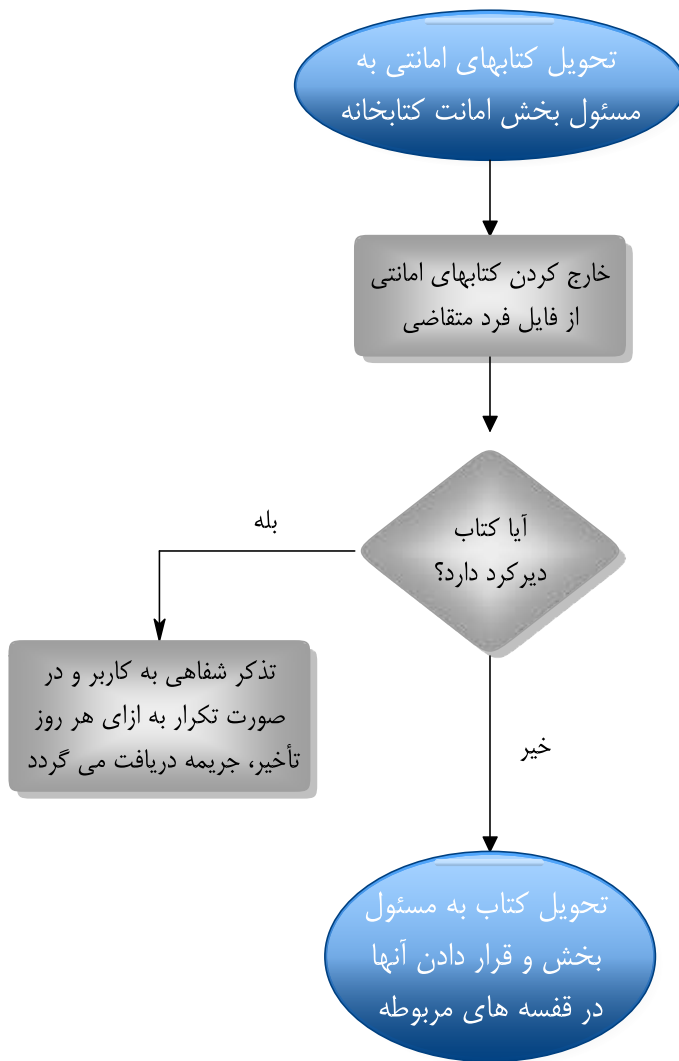 تحویل کتابهای امانتی به
مسئول بخش امانت کتابخانه
خارج کردن کتابهای امانتی
از فایل فرد متقاضی
آیا کتاب
دیرکرد دارد؟
بله
تذکر شفاهی به کاربر و در
صورت تکرار به ازای هر روز
تأخیر، جریمه دریافت می گردد
خیر
تحویل کتاب به مسئول
بخش و قرار دادن آنها
در قفسه های مربوطه